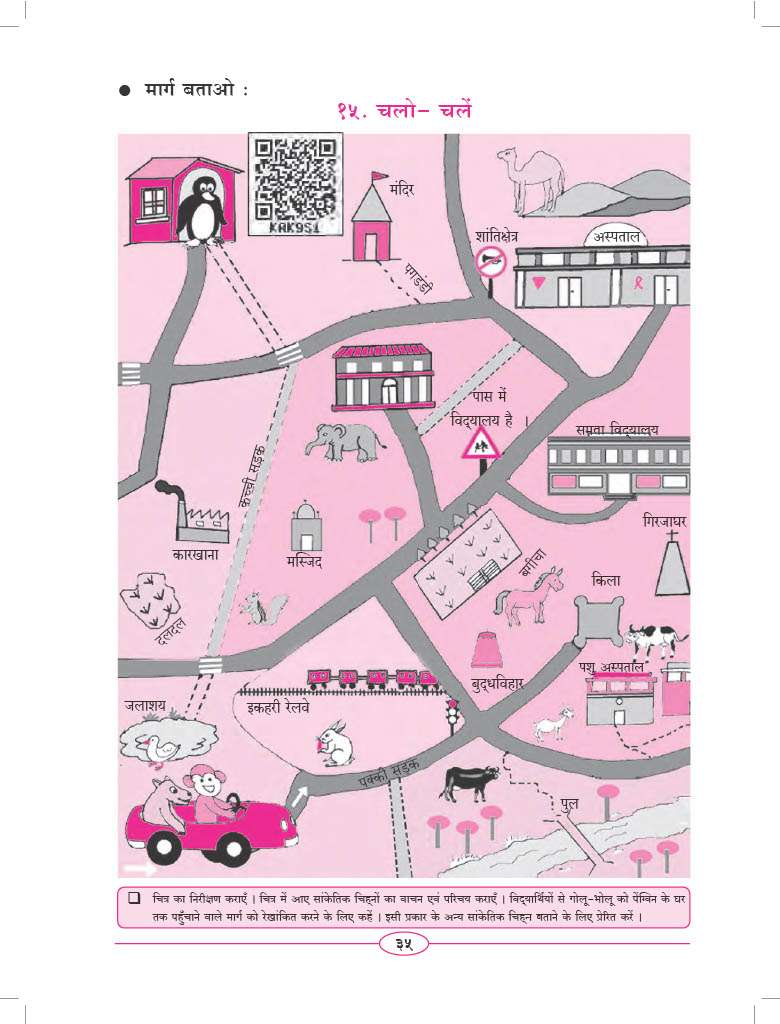 ● मार्ग बताओ :
१५. चलो- चलें
KAK9S1
मंदिर
शांतिक्षेत्र
अस्पताल
पगडंडी
पास में
विद्यालय है ।
समता विद्यालय
कच्ची सड़क
कारखाना
मस्जिद
बगीचा
गिरजाघर
किला
दलदल
बुद्धविहार
पशु अस्पताल
जलाशय
इकहरी रेलवे
पक्की सड़क
पुल
❑ चित्र का निरीक्षण कराएँ । चित्र में आए सांकेतिक चिह्नों का वाचन एवं परिचय कराएँ । विद्यार्थियों से गोलू-भोलू को पेंग्विन के घर
तक पहुँचाने वाले मार्ग को रेखांकित करने के लिए कहें । इसी प्रकार के अन्य सांकेतिक चिह्न बताने के लिए प्रेरित करें ।
३५